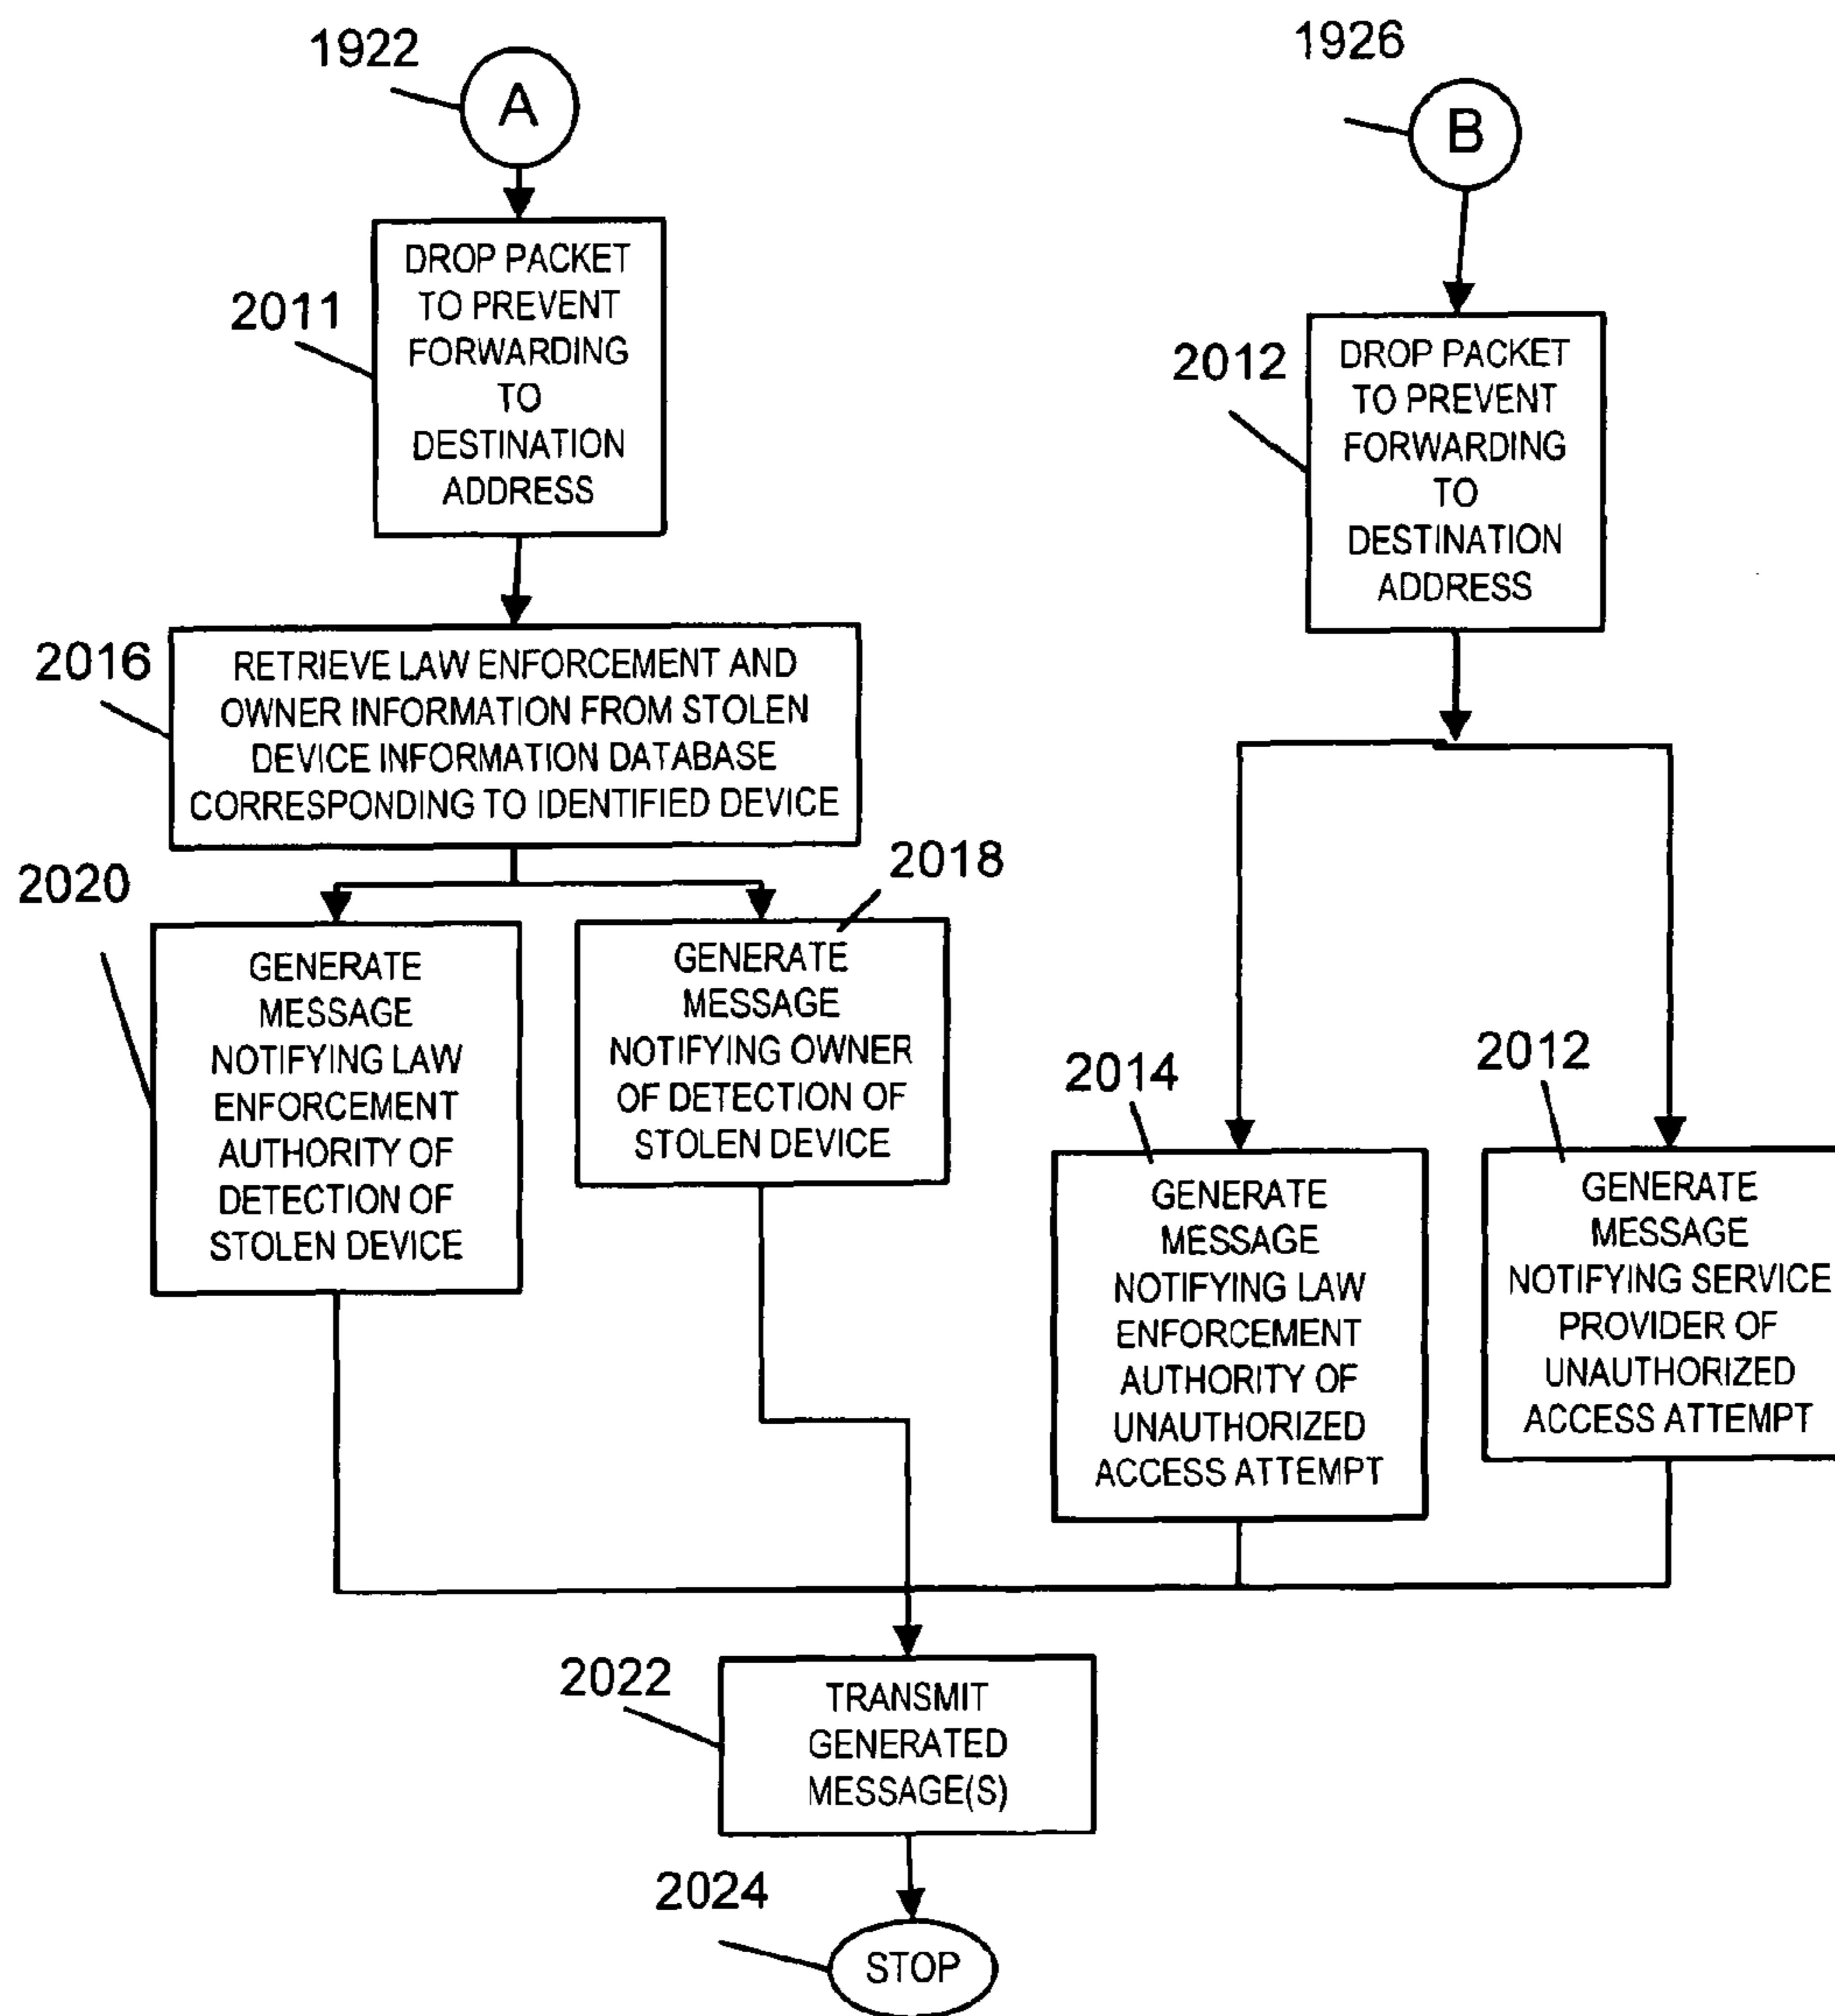 1922
A
1926
B
2011
DROP PACKET
TO PREVENT
FORWARDING
TO
DESTINATION
ADDRESS
2012
DROP PACKET
TO PREVENT
FORWARDING
TO
DESTINATION
ADDRESS
2016
RETRIEVE LAW ENFORCEMENT AND
OWNER INFORMATION FROM STOLEN
DEVICE INFORMATION DATABASE
CORRESPONDING TO IDENTIFIED DEVICE
2020
GENERATE
MESSAGE
NOTIFYING LAW
ENFORCEMENT
AUTHORITY OF
DETECTION OF
STOLEN DEVICE
2018
GENERATE
MESSAGE
NOTIFYING OWNER
OF DETECTION OF
STOLEN DEVICE
2014
GENERATE
MESSAGE
NOTIFYING LAW
ENFORCEMENT
AUTHORITY OF
UNAUTHORIZED
ACCESS ATTEMPT
2012
GENERATE
MESSAGE
NOTIFYING SERVICE
PROVIDER OF
UNAUTHORIZED
ACCESS ATTEMPT
2022
TRANSMIT
GENERATED
MESSAGE(S)
2024
STOP